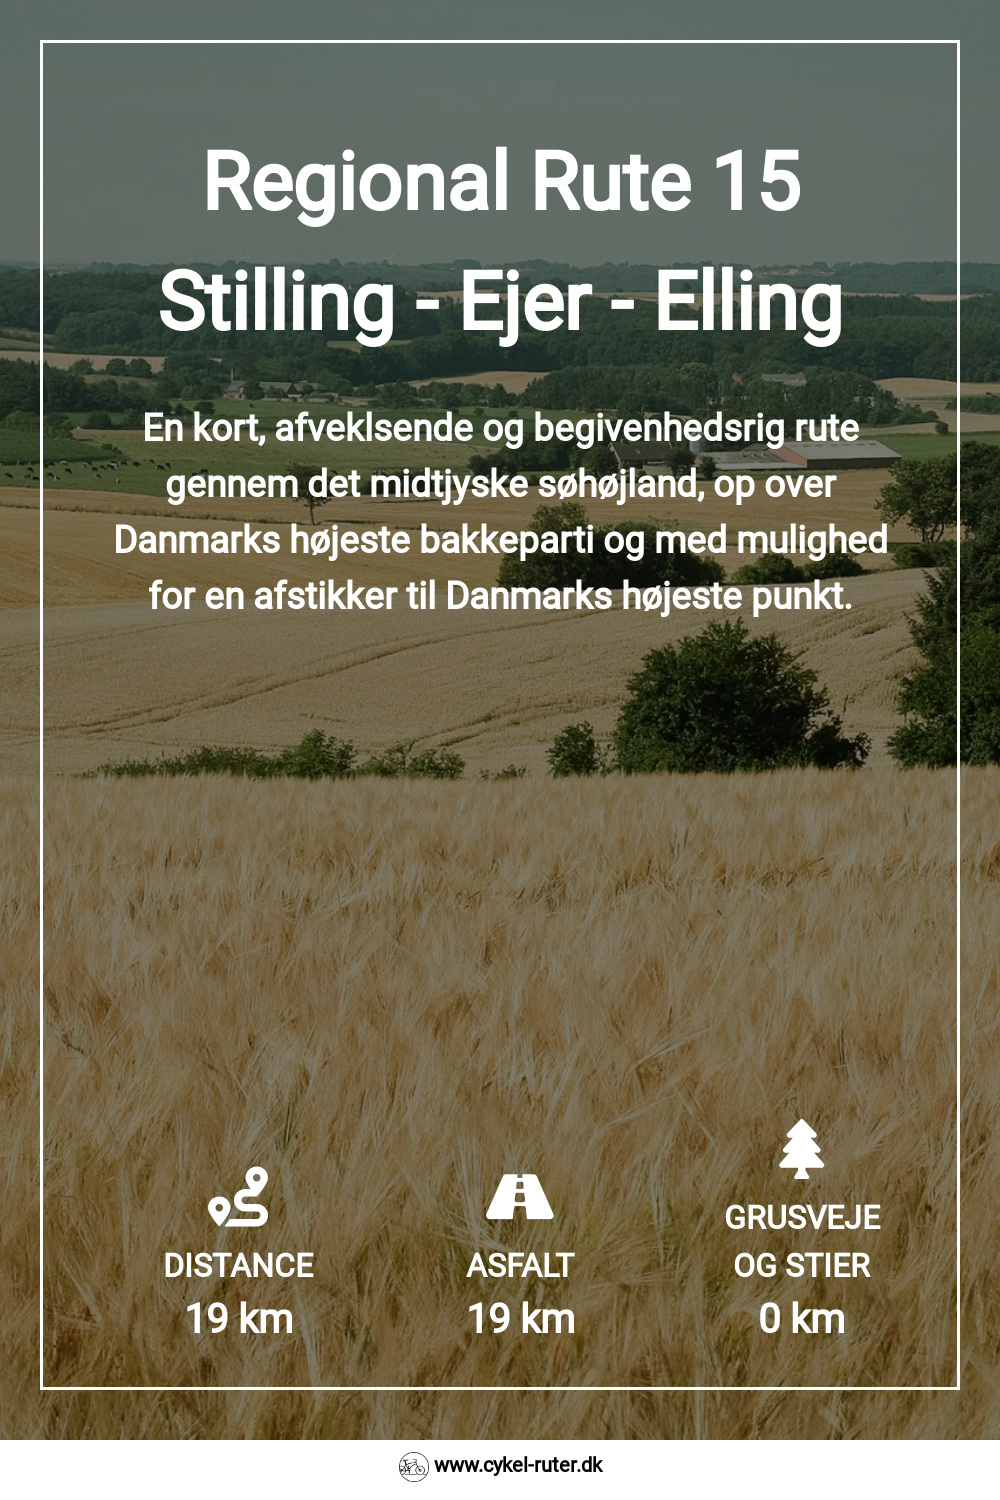 Regional Rute 15
Stilling - Ejer - Elling
En kort, afveklsende og begivenhedsrig rute
gennem det midtjyske søhøjland, op over
Danmarks højeste bakkeparti og med mulighed
for en afstikker til Danmarks højeste punkt.
DISTANCE
19 km
ASFALT
19 km
GRUSVEJE
OG STIER
0 km
www.cykel-ruter.dk